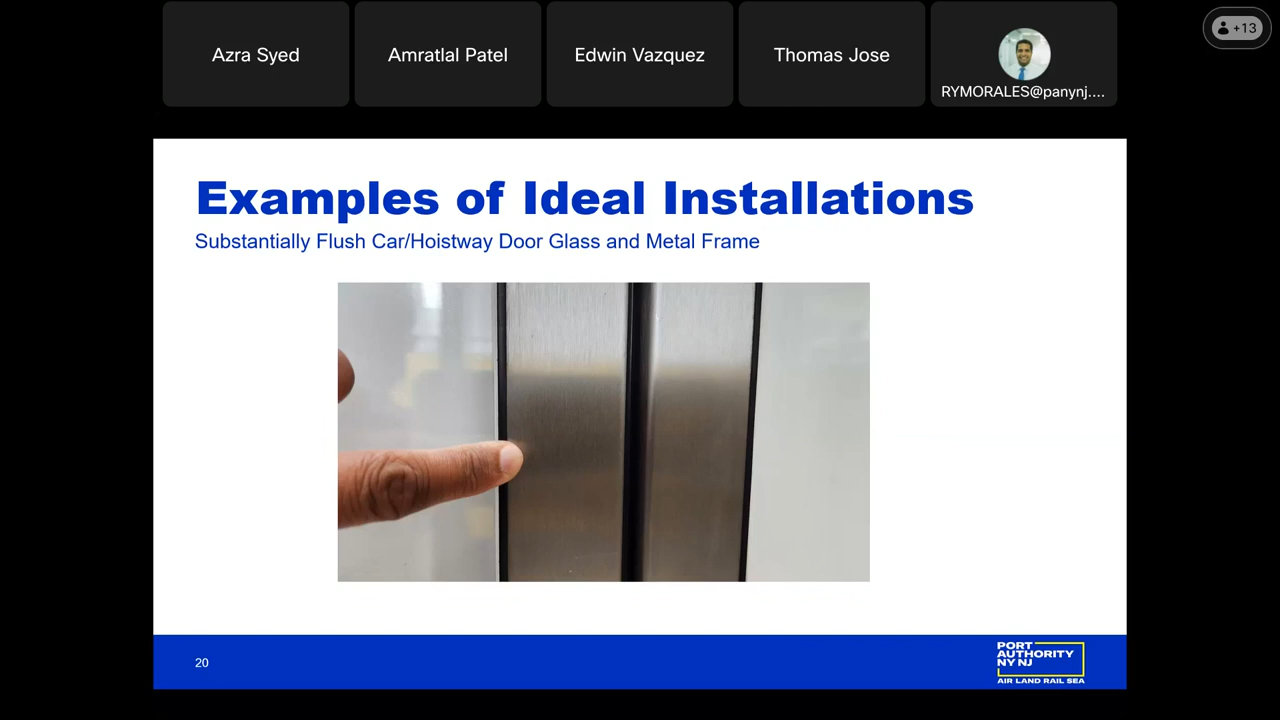 Azra Syed
Amratlal Patel
Edwin Vazquez
Thomas Jose
RYMORALES@panynj....
+13
Examples of Ideal Installations
Substantially Flush Car/Hoistway Door Glass and Metal Frame
20
PORT
AUTHORITY
NY NJ
AIR LAND RAIL SEA